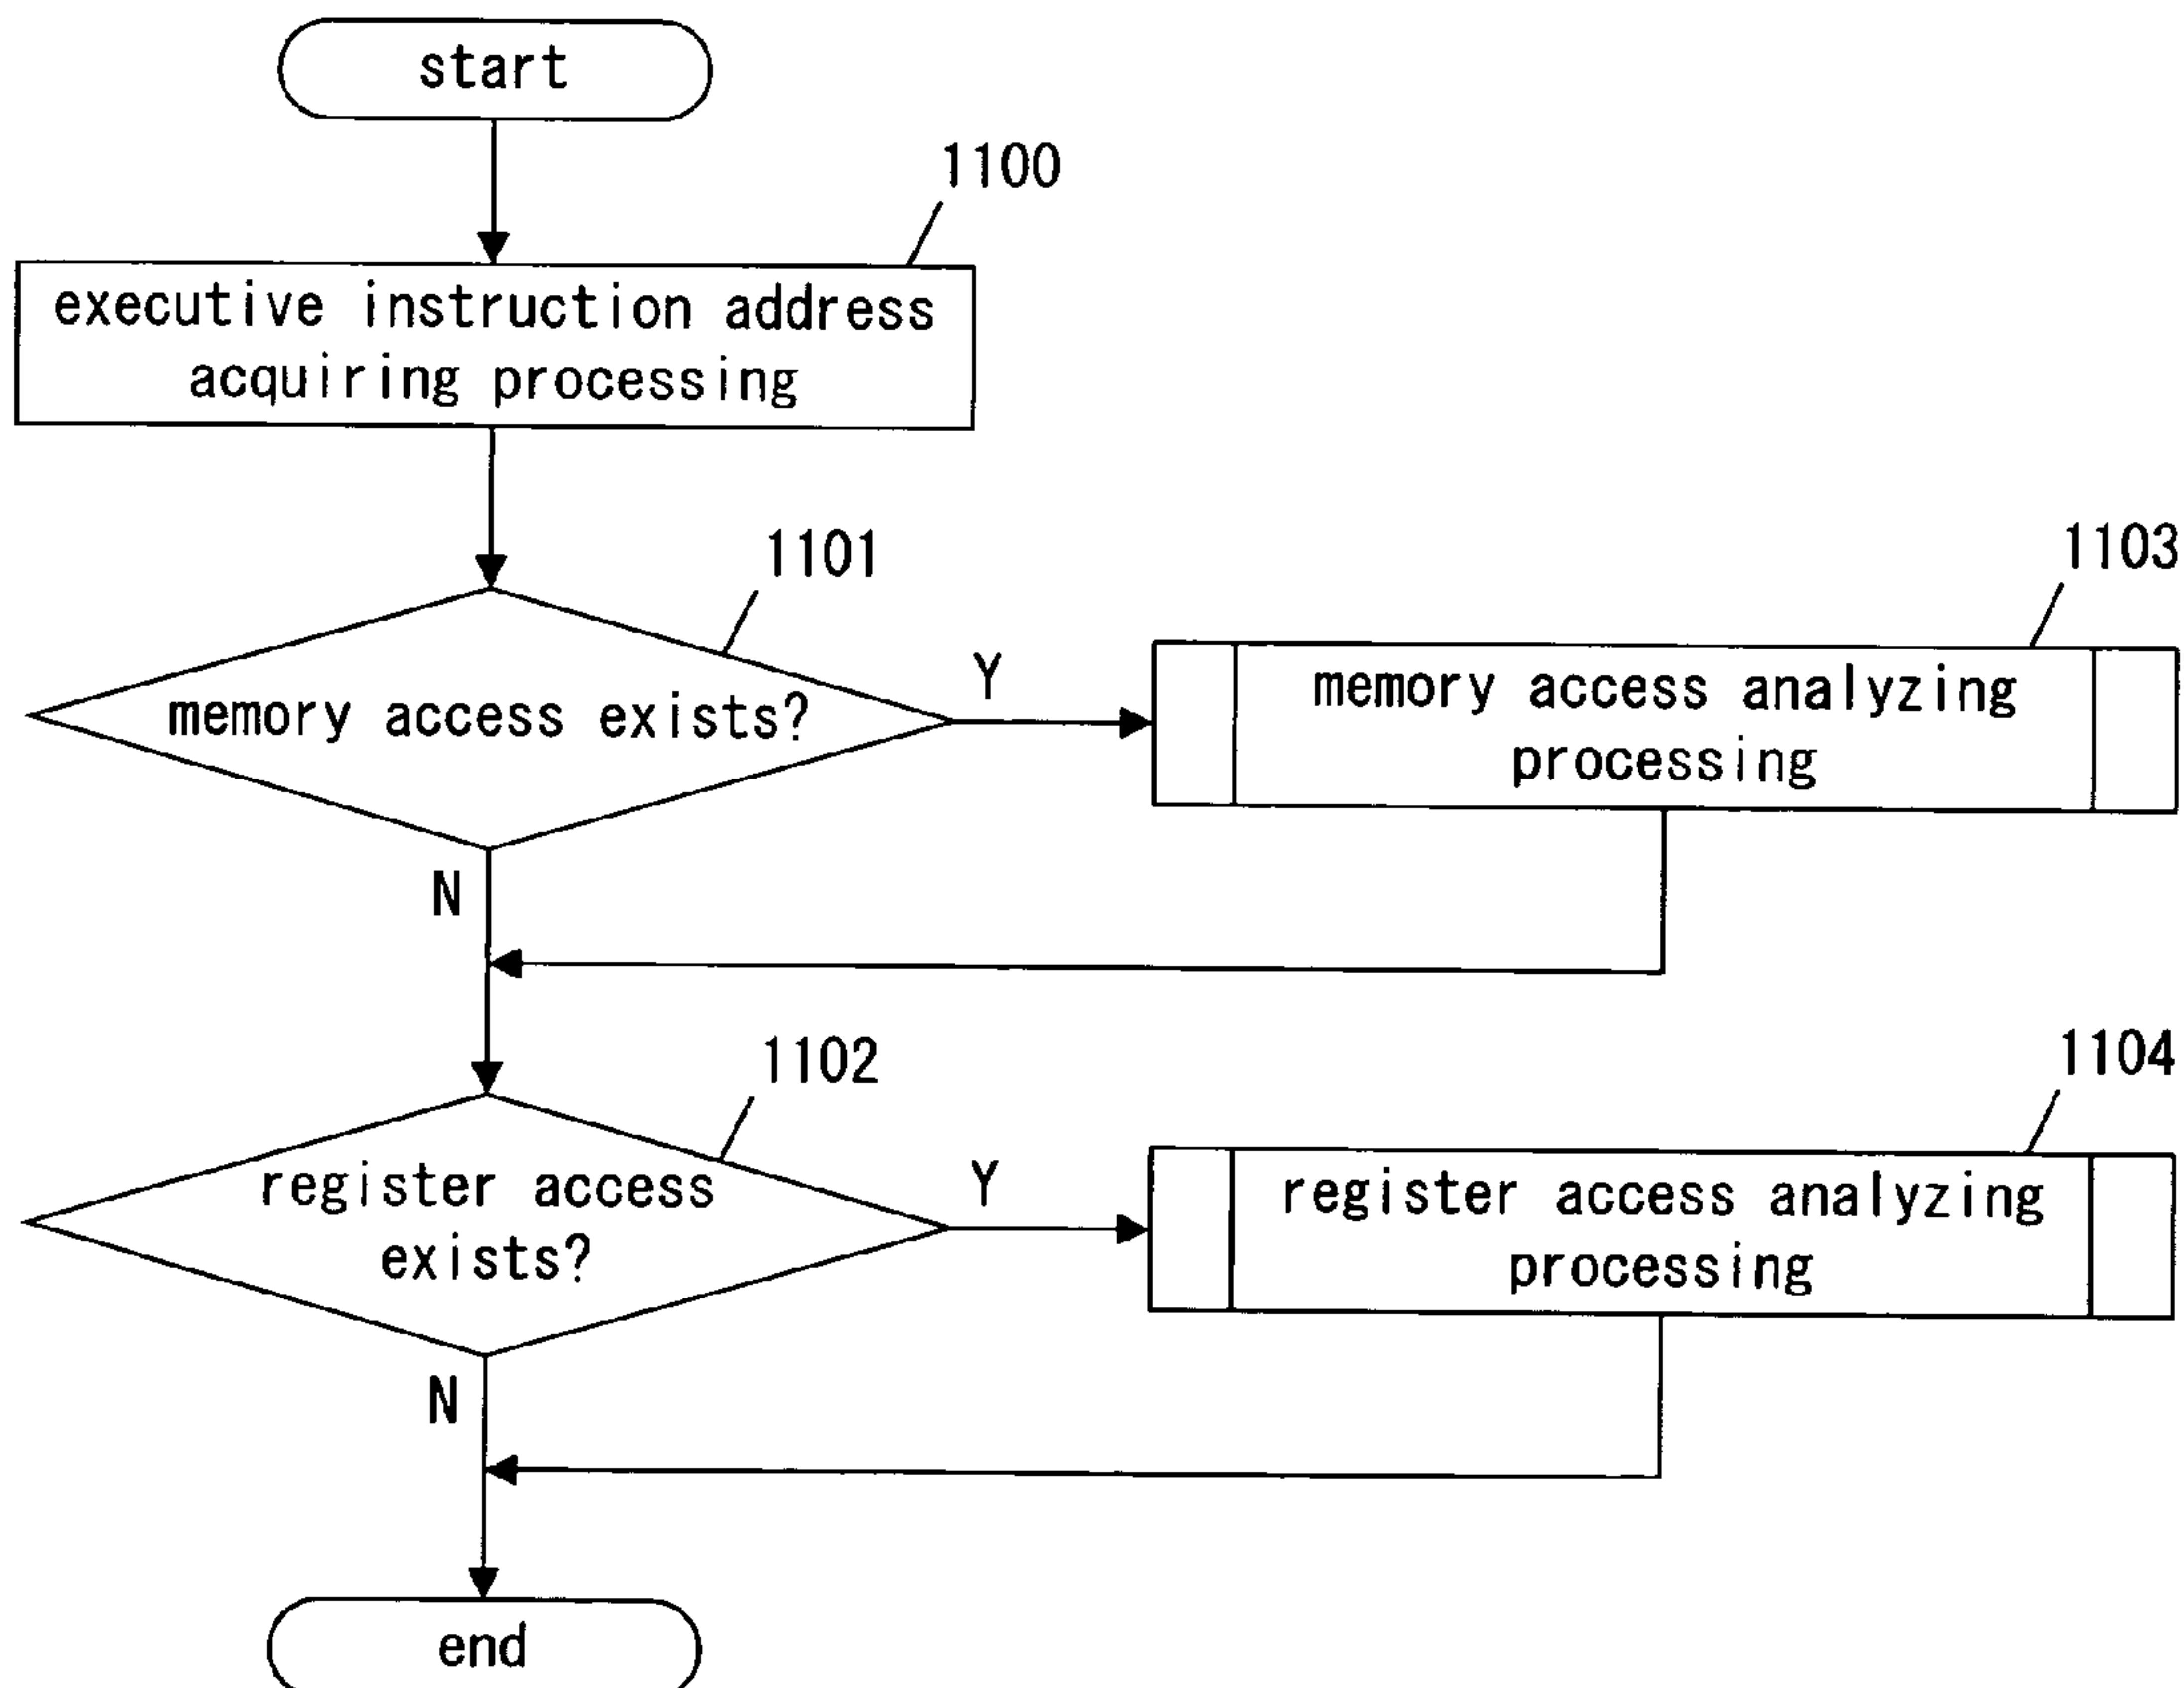 start
1100
executive instruction address
acquiring processing
1101
1103
memory access exists?
Y
memory access analyzing
processing
N
1102
1104
register access
exists?
Y
register access analyzing
processing
N
end